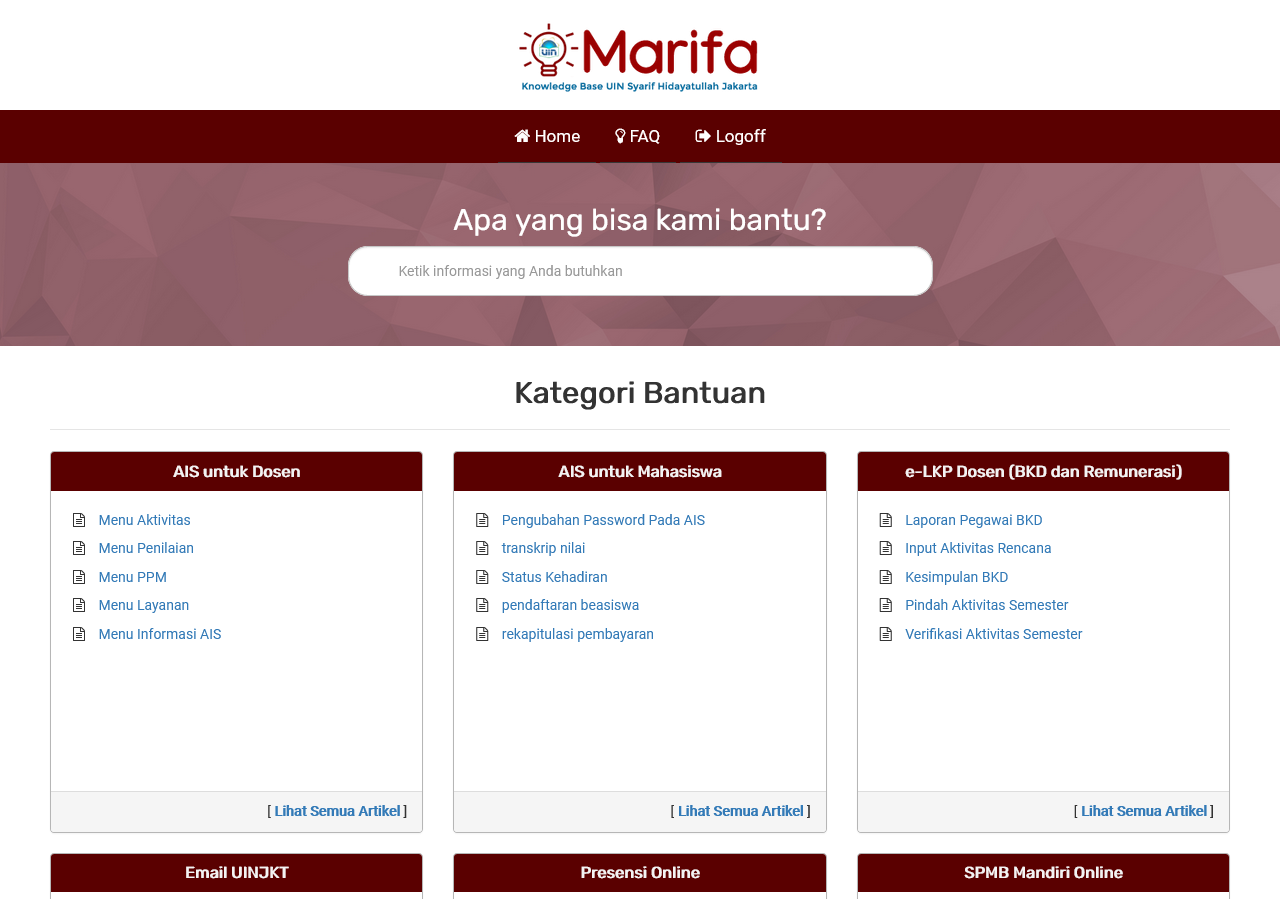 uin
Marifa
Knowledge Base UIN Syarif Hidayatullah Jakarta
Home FAQ Logoff
Apa yang bisa kami bantu?
Ketik informasi yang Anda butuhkan
Kategori Bantuan
AIS untuk Dosen
Menu Aktivitas
Menu Penilaian
Menu PPM
Menu Layanan
Menu Informasi AIS
[ Lihat Semua Artikel ]
AIS untuk Mahasiswa
Pengubahan Password Pada AIS
transkrip nilai
Status Kehadiran
pendaftaran beasiswa
rekapitulasi pembayaran
[ Lihat Semua Artikel ]
e-LKP Dosen (BKD dan Remunerasi)
Laporan Pegawai BKD
Input Aktivitas Rencana
Kesimpulan BKD
Pindah Aktivitas Semester
Verifikasi Aktivitas Semester
[ Lihat Semua Artikel ]
Email UINJKT
Presensi Online
SPMB Mandiri Online